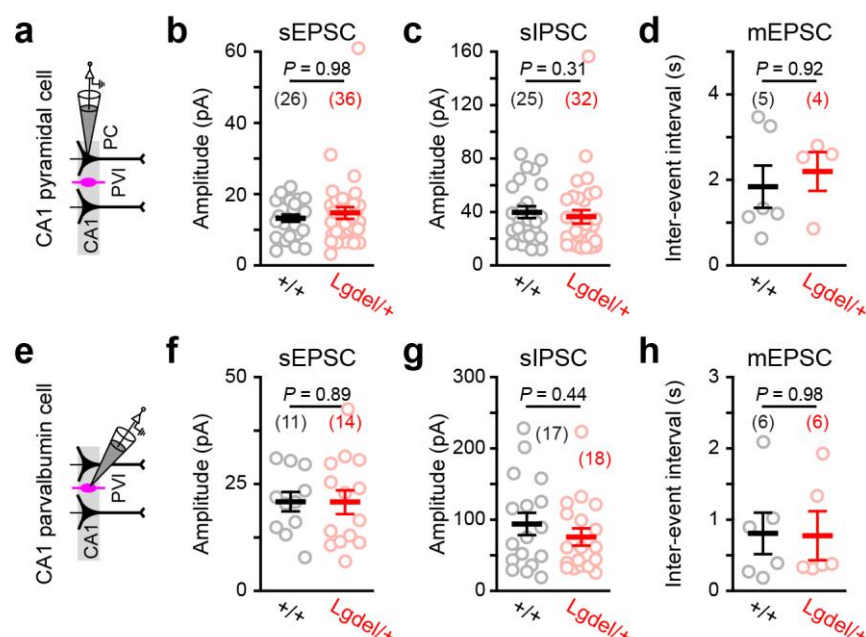 a
CA1 pyramidal cell
PC
PVI
CA1
b
sEPSC
Amplitude (pA)
60
40
20
0
P = 0.98
(26)
(36)
+/+
Lgdel/+
c
sIPSC
Amplitude (pA)
160
120
80
40
0
P = 0.31
(25)
(32)
+/+
Lgdel/+
d
mEPSC
Inter-event interval (s)
4
2
0
P = 0.92
(5)
(4)
+/+
Lgdel/+
e
CA1 parvalbumin cell
PVI
CA1
f
sEPSC
Amplitude (pA)
50
25
0
P = 0.89
(11)
(14)
+/+
Lgdel/+
g
sIPSC
Amplitude (pA)
300
200
100
0
P = 0.44
(17)
(18)
+/+
Lgdel/+
h
mEPSC
Inter-event interval (s)
3
2
1
0
P = 0.98
(6)
(6)
+/+
Lgdel/+